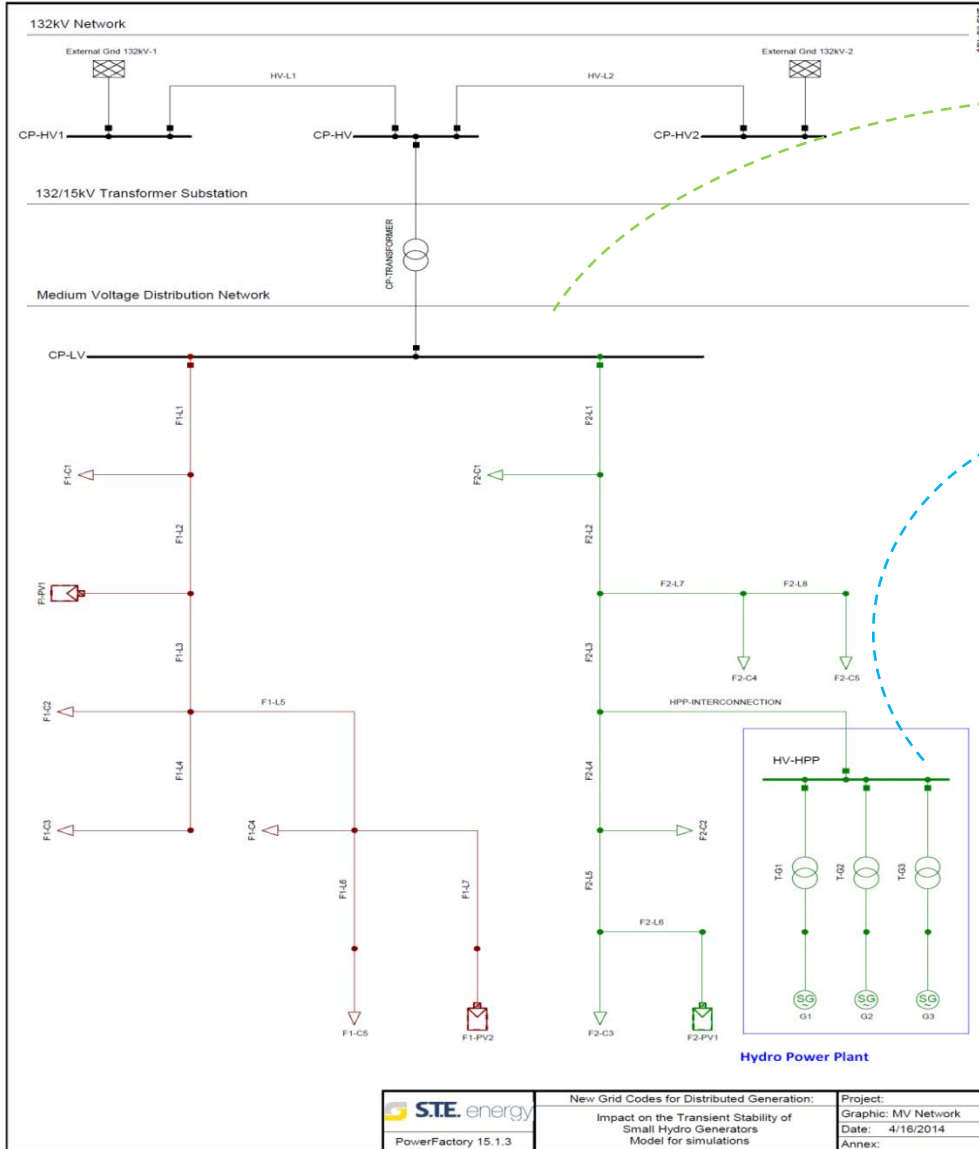 132kV Network
External Grid 132kV-1
External Grid 132kV-2
HV-L1
HV-L2
CP-HV1
CP-HV
CP-HV2
132/15kV Transformer Substation
CP-TRANSFORMER
Medium Voltage Distribution Network
CP-LV
F1-L1
F2-L1
F1-C1
F2-C1
F1-L2
F2-L2
F2-L7
F2-L8
F1-L3
F2-L3
F2-C4
F2-C5
F1-C2
F1-L5
HPP-INTERCONNECTION
F1-L4
F2-L4
HV-HPP
F1-C3
F1-C4
F2-C2
T-G1
T-G2
T-G3
F1-L6
F1-L7
F2-L5
F2-L6
SG
SG
SG
G1
G2
G3
F1-C5
F1-PV2
F2-C3
F2-PV1
Hydro Power Plant
S.T.E. energy
PowerFactory 15.1.3
New Grid Codes for Distributed Generation:
Impact on the Transient Stability of
Small Hydro Generators
Model for simulations
Project:
Graphic: MV Network
Date: 4/16/2014
Annex: